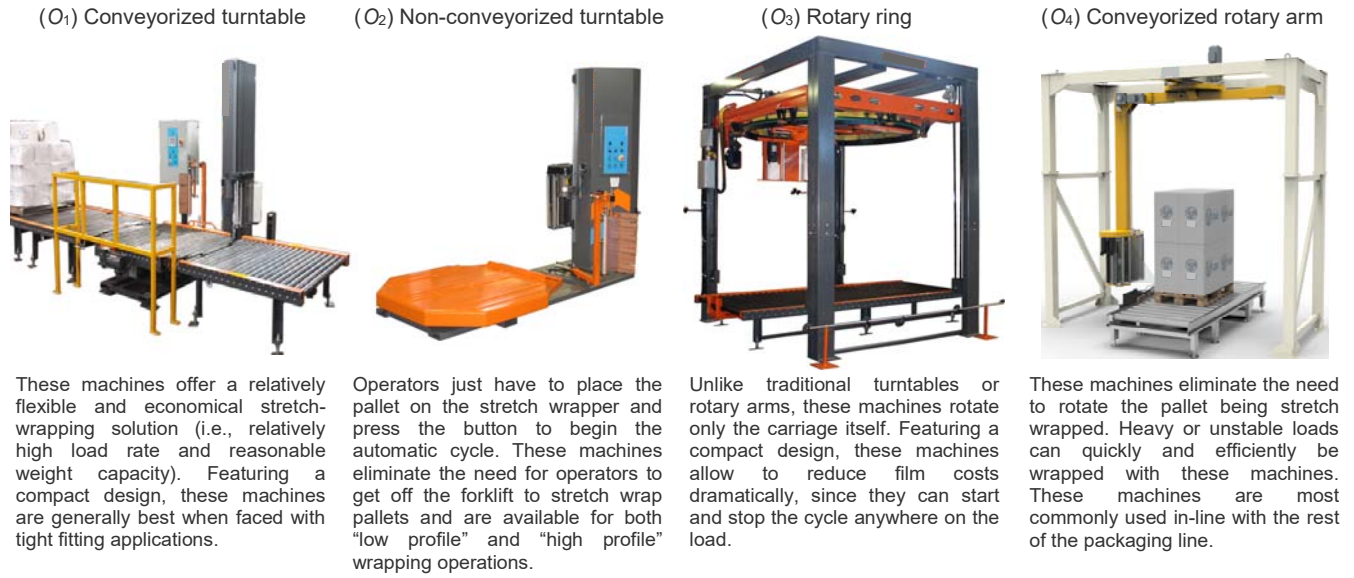 (O₁) Conveyorized turntable
These machines offer a relatively
flexible and economical stretch-
wrapping solution (i.e., relatively
high load rate and reasonable
weight capacity). Featuring a
compact design, these machines
are generally best when faced with
tight fitting applications.
(O₂) Non-conveyorized turntable
Operators just have to place the
pallet on the stretch wrapper and
press the button to begin the
automatic cycle. These machines
eliminate the need for operators to
get off the forklift to stretch wrap
pallets and are available for both
“low profile” and “high profile”
wrapping operations.
(O₃) Rotary ring
Unlike traditional turntables or
rotary arms, these machines rotate
only the carriage itself. Featuring a
compact design, these machines
allow to reduce film costs
dramatically, since they can start
and stop the cycle anywhere on the
load.
(O₄) Conveyorized rotary arm
These machines eliminate the need
to rotate the pallet being stretch
wrapped. Heavy or unstable loads
can quickly and efficiently be
wrapped with these machines.
These machines are most
commonly used in-line with the rest
of the packaging line.